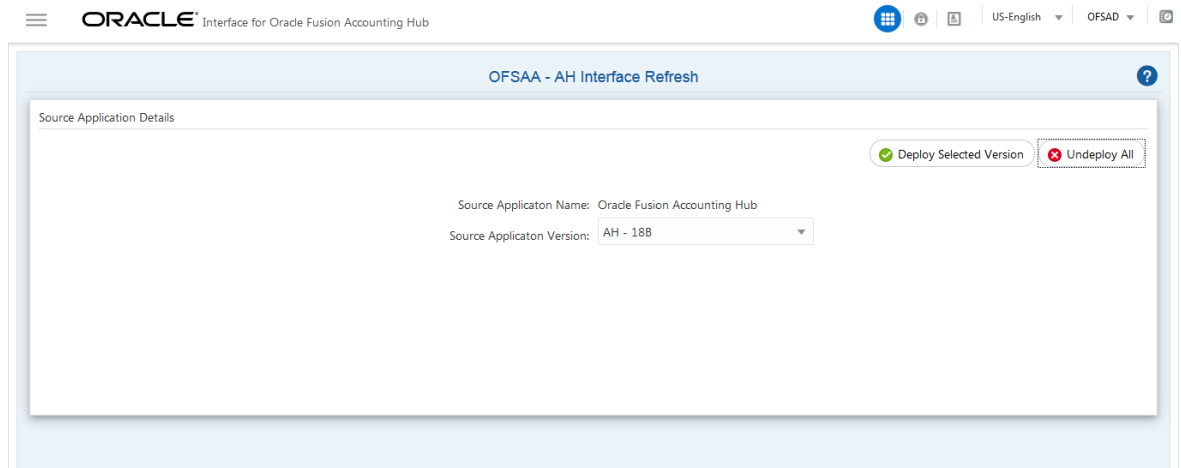 ORACLE® Interface for Oracle Fusion Accounting Hub US-English OFSAD
OFSAA - AH Interface Refresh ?
Source Application Details
Deploy Selected Version Undeploy All
Source Applicaton Name: Oracle Fusion Accounting Hub
Source Applicaton Version: AH - 18B